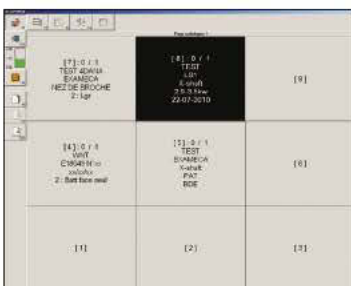 [7] : 0 / 1
TEST 4DANA
EXAMECA
NEZ DE BROCHE
2 : Lgr
[8] : 0 / 1
TEST
LG1
X-shaft
22-07-2010
[9]
[4] : 0 / 1
WNT
2 : Batt face nez
[5] : 0 / 1
TEST
EXAMECA
X-shaft
PAT
BDE
[6]
[1]
[2]
[3]